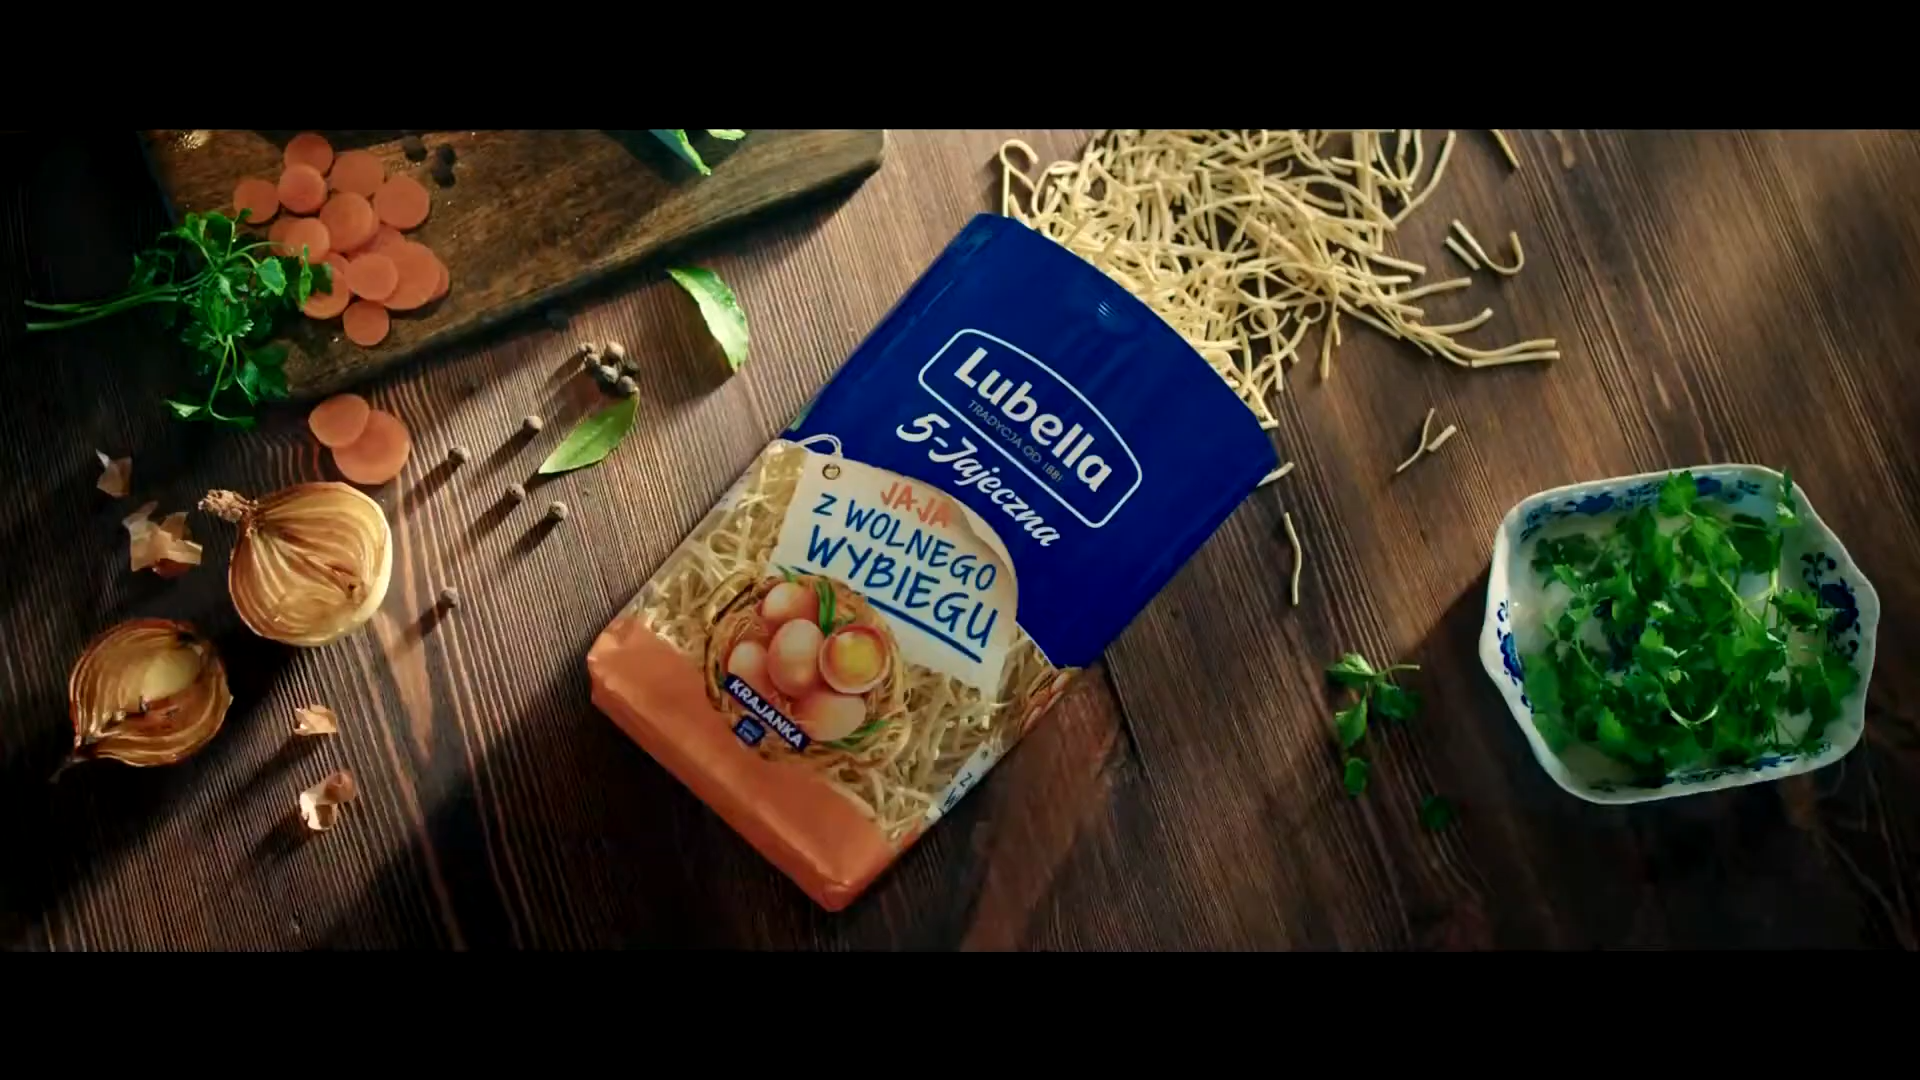 Lubella
TRADYCJA OD 1881
5-Jajeczna
JAJA
Z WOLNEGO
WYBIEGU
KRAJANKA